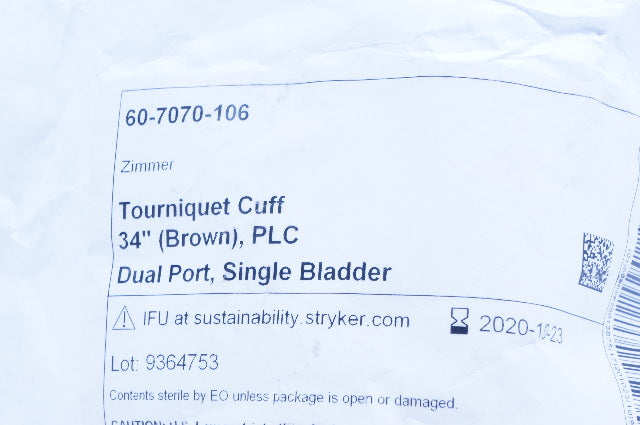 60-7070-106
Zimmer
Tourniquet Cuff
34" (Brown), PLC
Dual Port, Single Bladder
IFU at sustainability.stryker.com
Lot: 9364753
Contents sterile by EO unless package is open or damaged.